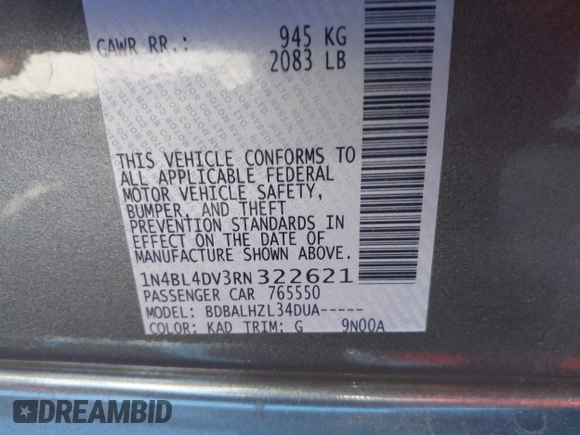 GAWR RR.: 945 KG
2083 LB
THIS VEHICLE CONFORMS TO
ALL APPLICABLE FEDERAL
MOTOR VEHICLE SAFETY,
BUMPER, AND THEFT
PREVENTION STANDARDS IN
EFFECT ON THE DATE OF
MANUFACTURE SHOWN ABOVE.
1N4BL4DV3RN322621
PASSENGER CAR 765550
MODEL: BDBALHZL34DUA-----
COLOR: KAD TRIM: G 9N00A
DREAMBID